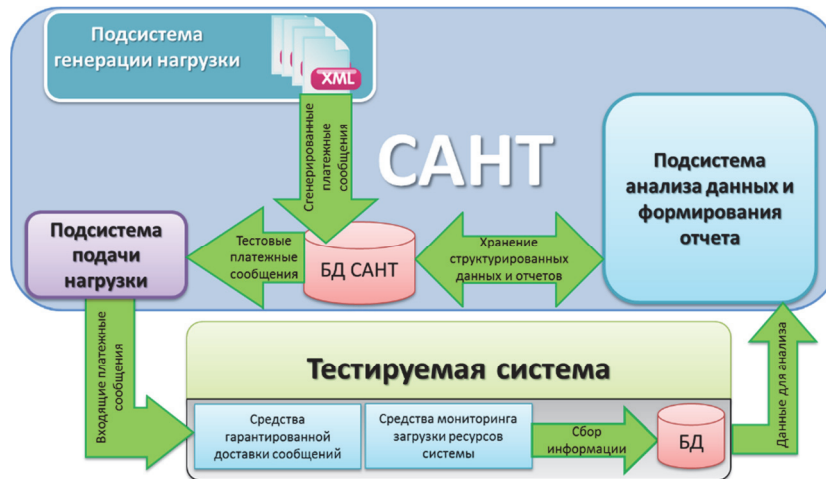 Подсистема
генерации нагрузки
XML
Сгенерированные
платежные
сообщения
САНТ
Подсистема
анализа данных и
формирования
отчета
Подсистема
подачи
нагрузки
Тестовые
платежные
сообщения
БД САНТ
Хранение
структурированных
данных и отчетов
Входящие платежные
сообщения
Тестируемая система
Средства
гарантированной
доставки сообщений
Средства мониторинга
загрузки ресурсов
системы
Сбор
информации
БД
Данные для анализа